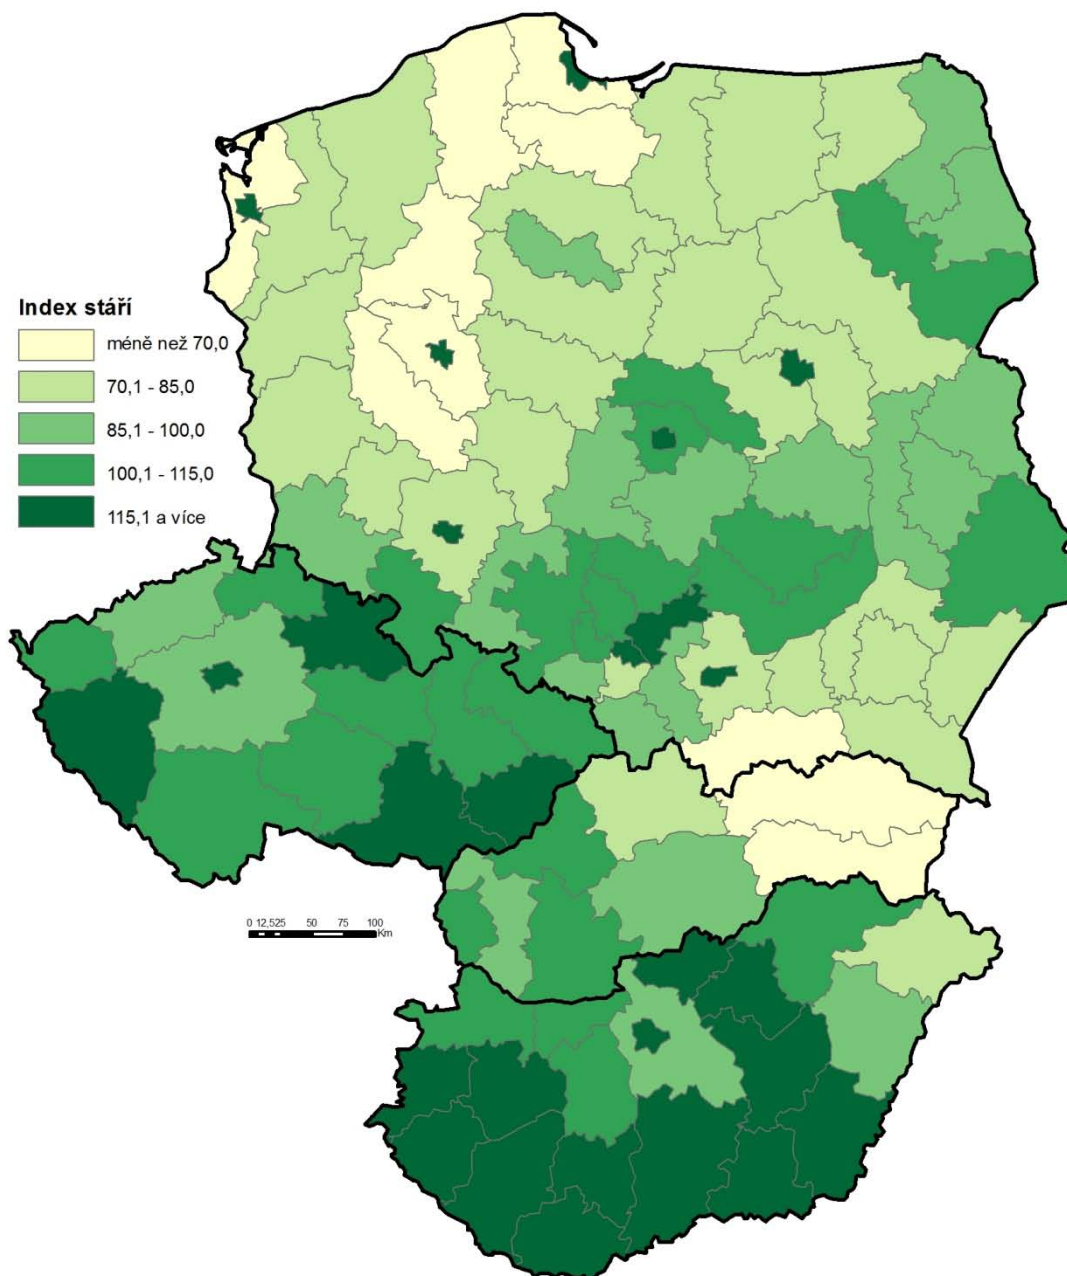 Index stáří
méně než 70,0
70,1 - 85,0
85,1 - 100,0
100,1 - 115,0
115,1 a více
0 12,525 50 75 100
Km